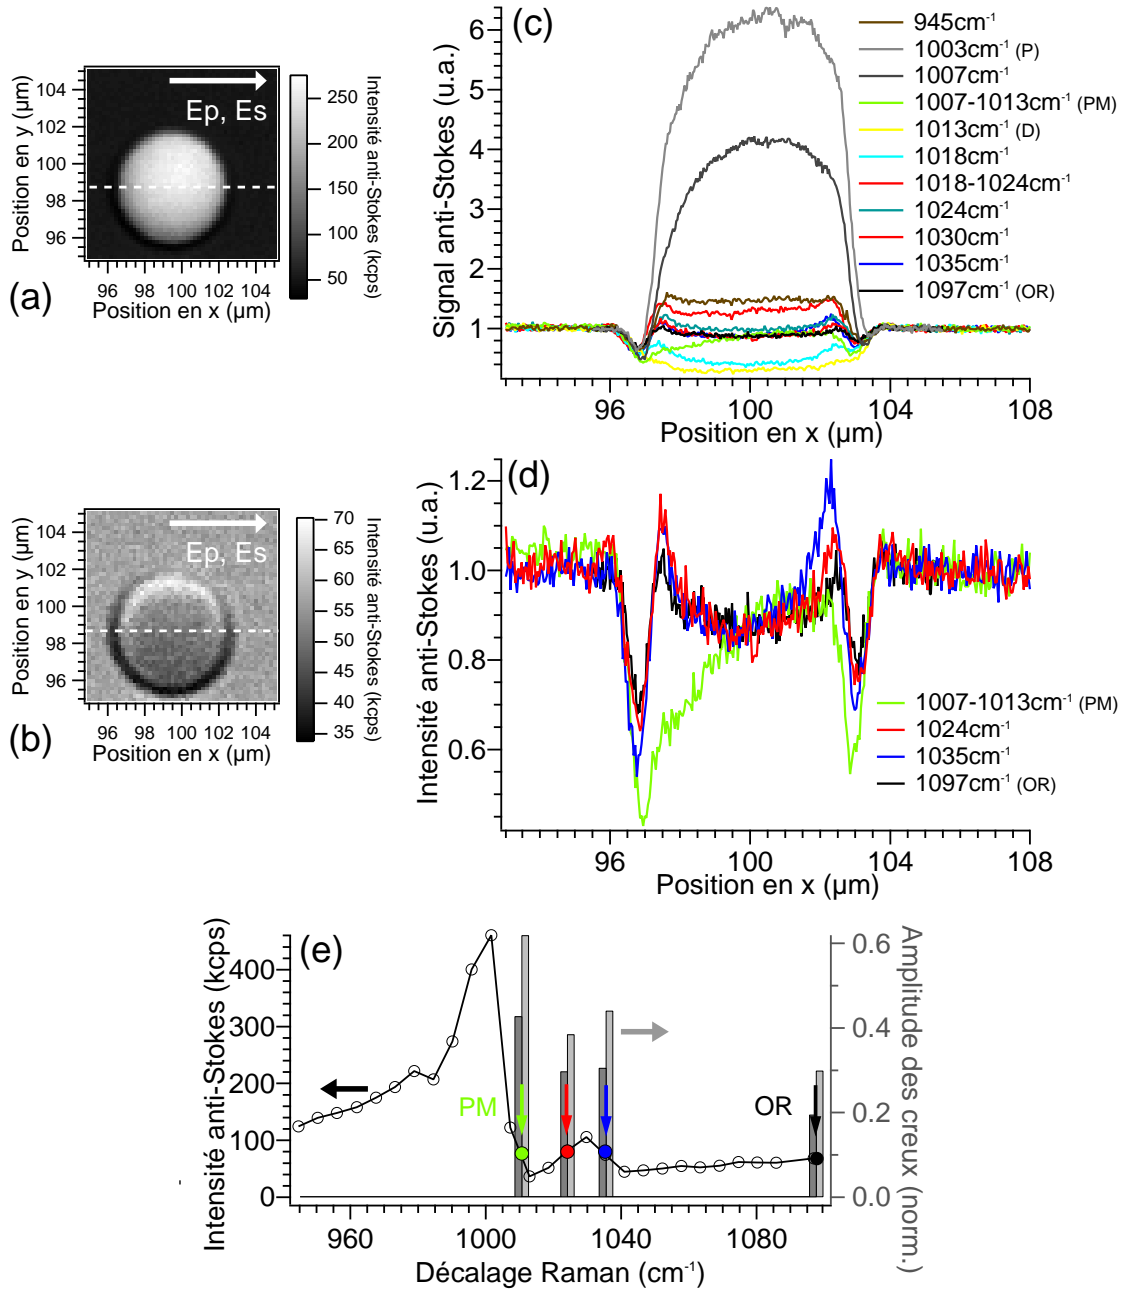 (a)
Position en y (µm)
104
102
100
98
96
Ep, Es
96 98 100 102 104
Position en x (µm)
250
200
150
100
50
Intensité anti-Stokes (kcps)
(c)
Signal anti-Stokes (u.a.)
6
5
4
3
2
1
96 100 104 108
Position en x (µm)
945cm-1
1003cm-1 (P)
1007cm-1
1007-1013cm-1 (PM)
1013cm-1 (D)
1018cm-1
1018-1024cm-1
1024cm-1
1030cm-1
1035cm-1
1097cm-1 (OR)
(b)
Position en y (µm)
104
102
100
98
96
Ep, Es
96 98 100 102 104
Position en x (µm)
70
65
60
55
50
45
40
35
Intensité anti-Stokes (kcps)
(d)
Intensité anti-Stokes (u.a.)
1.2
1.0
0.8
0.6
96 100 104 108
Position en x (µm)
1007-1013cm-1 (PM)
1024cm-1
1035cm-1
1097cm-1 (OR)
(e)
Intensité anti-Stokes (kcps)
400
300
200
100
0
PM
OR
0.6
0.4
0.2
0.0
Amplitude des creux (norm.)
960 1000 1040 1080
Décalage Raman (cm-1)